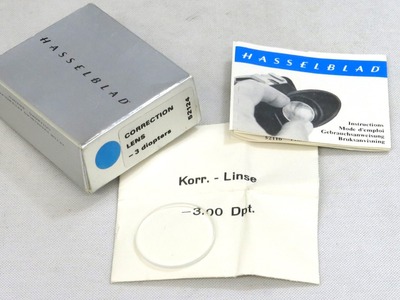 HASSELBLAD
CORRECTION
LENS
-3 diopters
52124
HASSELBLAD
Instructions
Mode d'emploi
Gebrauchsanweisung
Bruksanvisning
Korr. - Linse
-3.00 Dpt.